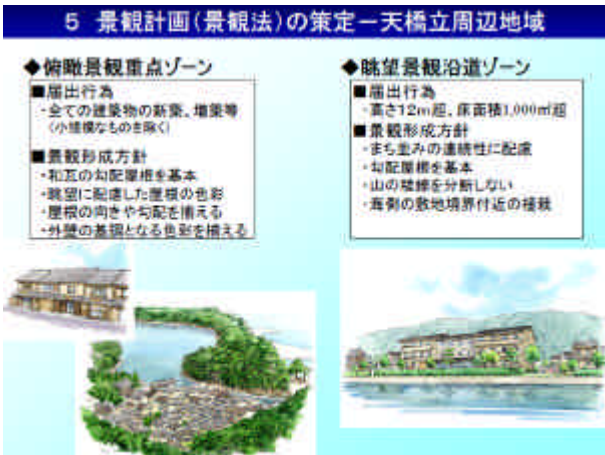 5 景観計画(景観法)の策定－天橋立周辺地域
◆俯瞰景観重点ゾーン
■届出行為
・全ての建築物の新築、増築等
(小規模なものを除く)
■景観形成方針
・和瓦の勾配屋根を基本
・眺望に配慮した屋根の色彩
・屋根の向きや勾配を揃える
・外壁の基調となる色彩を揃える
◆眺望景観沿道ゾーン
■届出行為
・高さ12m超、床面積1,000㎡超
■景観形成方針
・まち並みの連続性に配慮
・勾配屋根を基本
・山の稜線を分断しない
・海側の敷地境界付近の植栽